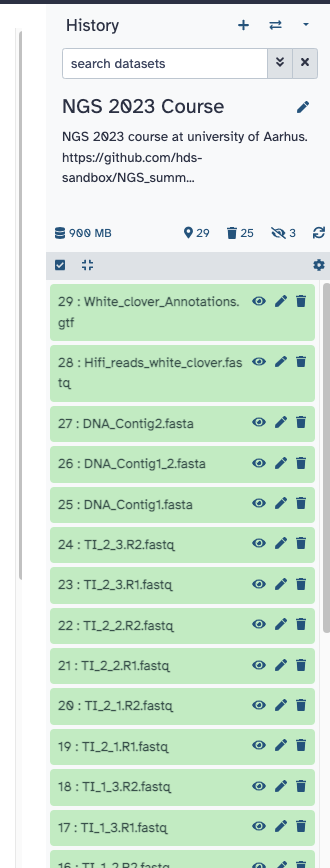 History
search datasets
NGS 2023 Course
NGS 2023 course at university of Aarhus.
https://github.com/hds-
sandbox/NGS_summ...
900 MB 29 25 3
29 : White_clover_Annotations.
gtf
28 : Hifi_reads_white_clover.fas
tq
27 : DNA_Contig2.fasta
26 : DNA_Contig1_2.fasta
25 : DNA_Contig1.fasta
24 : TI_2_3.R2.fastq
23 : TI_2_3.R1.fastq
22 : TI_2_2.R2.fastq
21 : TI_2_2.R1.fastq
20 : TI_2_1.R2.fastq
19 : TI_2_1.R1.fastq
18 : TI_1_3.R2.fastq
17 : TI_1_3.R1.fastq
16 : TI_1_2.R2.fastq